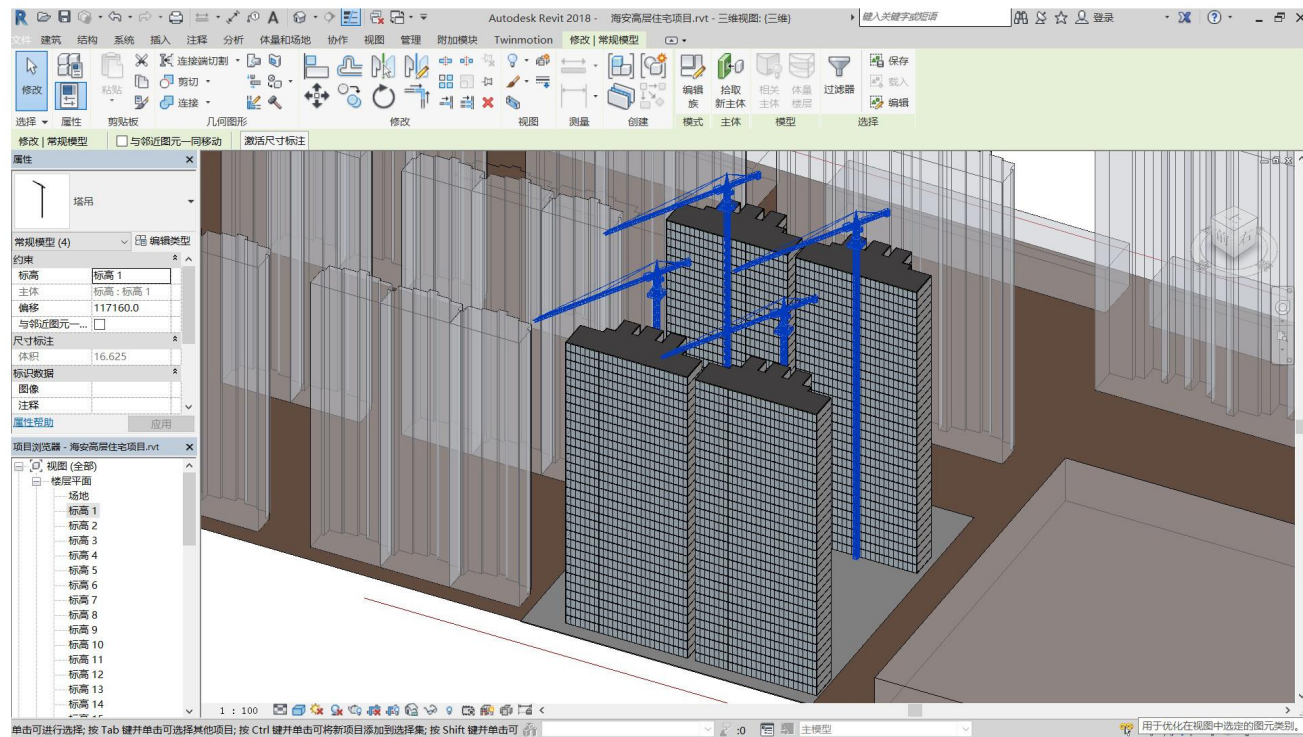 Autodesk Revit 2018 - 海安高层住宅项目.rvt - 三维视图: {三维}
键入关键字或短语
登录
文件 建筑 结构 系统 插入 注释 分析 体量和场地 协作 视图 管理 附加模块 Twinmotion 修改 | 常规模型
修改
粘贴
连接端切割
剪切
连接
编辑族
拾取新主体
相关主体
体量楼层
过滤器
保存
载入
编辑
选择 属性 剪贴板 几何图形 修改 视图 测量 创建 模式 主体 模型 选择
修改 | 常规模型 与邻近图元一同移动 激活尺寸标注
属性
塔吊
常规模型 (4) 编辑类型
约束
标高 标高 1
主体 标高 : 标高 1
偏移 117160.0
与邻近图元一...
尺寸标注
体积 16.625
标识数据
图像
注释
属性帮助 应用
项目浏览器 - 海安高层住宅项目.rvt
视图 (全部)
楼层平面
场地
标高 1
标高 2
标高 3
标高 4
标高 5
标高 6
标高 7
标高 8
标高 9
标高 10
标高 11
标高 12
标高 13
标高 14
1 : 100
单击可进行选择; 按 Tab 键并单击可选择其他项目; 按 Ctrl 键并单击可将新项目添加到选择集; 按 Shift 键并单击可
:0
主模型
用于优化在视图中选定的图元类别。